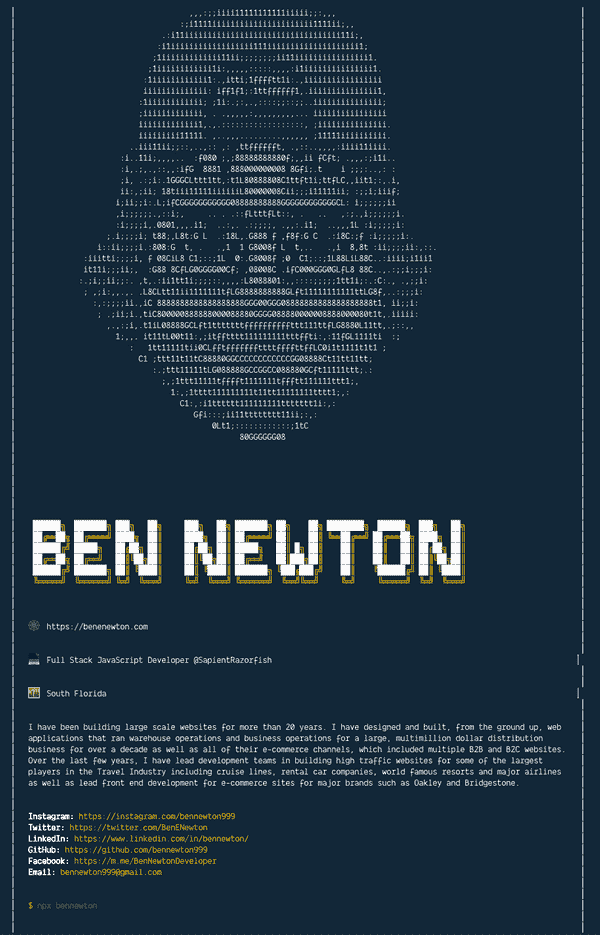 BEN NEWTON
https://benenewton.com
Full Stack JavaScript Developer @SapientRazorfish
South Florida
I have been building large scale websites for more than 20 years. I have designed and built, from the ground up, web
applications that ran warehouse operations and business operations for a large, multimillion dollar distribution
business for over a decade as well as all of their e-commerce channels, which included multiple B2B and B2C websites.
Over the last few years, I have lead development teams in building high traffic websites for some of the largest
players in the Travel Industry including cruise lines, rental car companies, world famous resorts and major airlines
as well as lead front end development for e-commerce sites for major brands such as Oakley and Bridgestone.
Instagram: https://instagram.com/bennewton999
Twitter: https://twitter.com/BenENewton
LinkedIn: https://www.linkedin.com/in/bennewton/
GitHub: https://github.com/bennewton999
Facebook: https://m.me/BenNewtonDeveloper
Email: bennewton999@gmail.com
$ npx bennewton